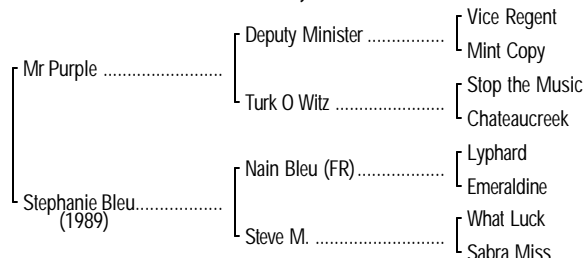 Vice Regent
Deputy Minister ..................
Mint Copy
Mr Purple ............................
Stop the Music
Turk O Witz .........................
Chateaucreek
Lyphard
Nain Bleu (FR)....................
Emeraldine
Stephanie Bleu.....................
(1989)
What Luck
Steve M. ..............................
Sabra Miss